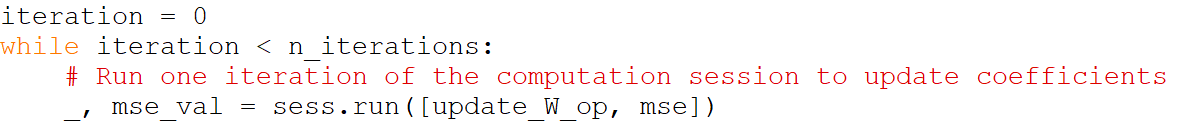 iteration = 0
while iteration < n_iterations:
    # Run one iteration of the computation session to update coefficients
    _, mse_val = sess.run([update_W_op, mse])